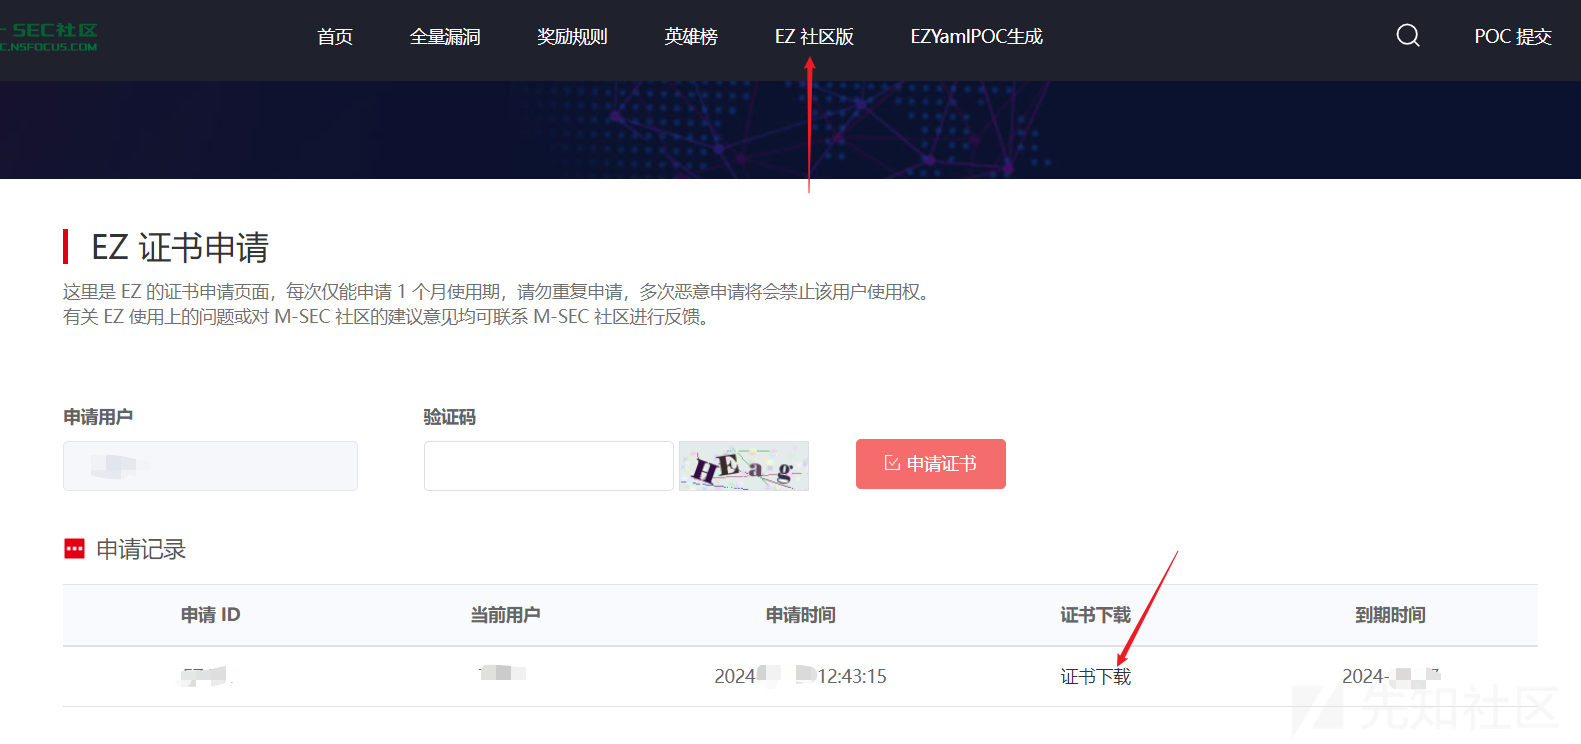 - SEC社区
C.NSFOCUS.COM
首页 全量漏洞 奖励规则 英雄榜 EZ 社区版 EZYamlPOC生成 POC 提交
EZ 证书申请
这里是 EZ 的证书申请页面，每次仅能申请 1 个月使用期，请勿重复申请，多次恶意申请将会禁止该用户使用权。
有关 EZ 使用上的问题或对 M-SEC 社区的建议意见均可联系 M-SEC 社区进行反馈。
申请用户 验证码
HEag
申请证书
申请记录
申请 ID 当前用户 申请时间 证书下载 到期时间
2024 12:43:15 证书下载 2024-
先知社区